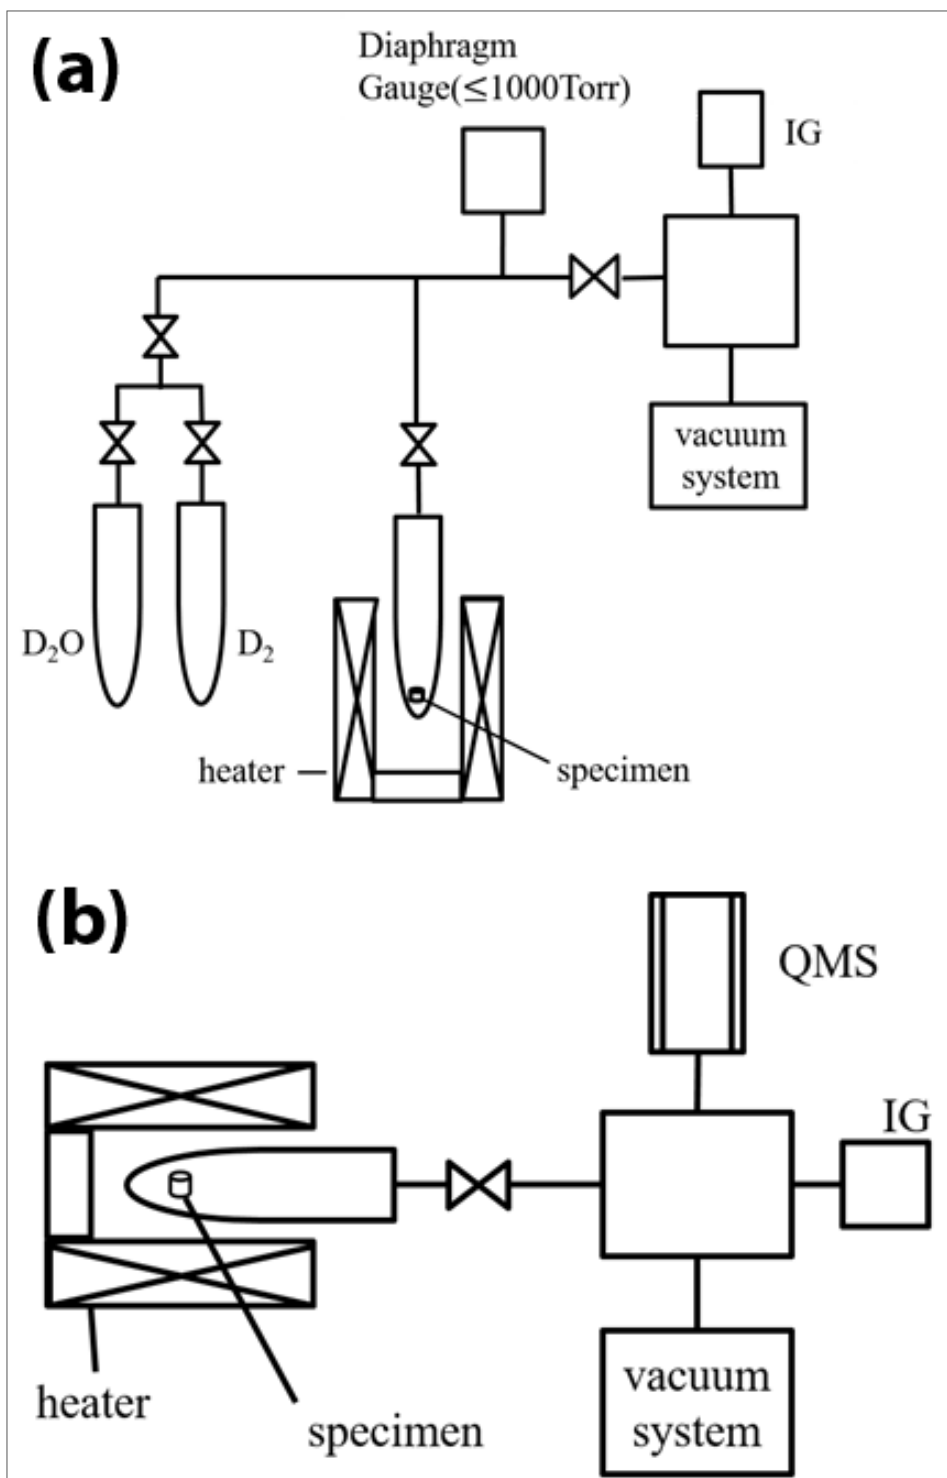 (a)
Diaphragm
Gauge(≤1000Torr)
IG
vacuum
system
D₂O
D₂
heater
specimen
(b)
QMS
IG
heater
specimen
vacuum
system